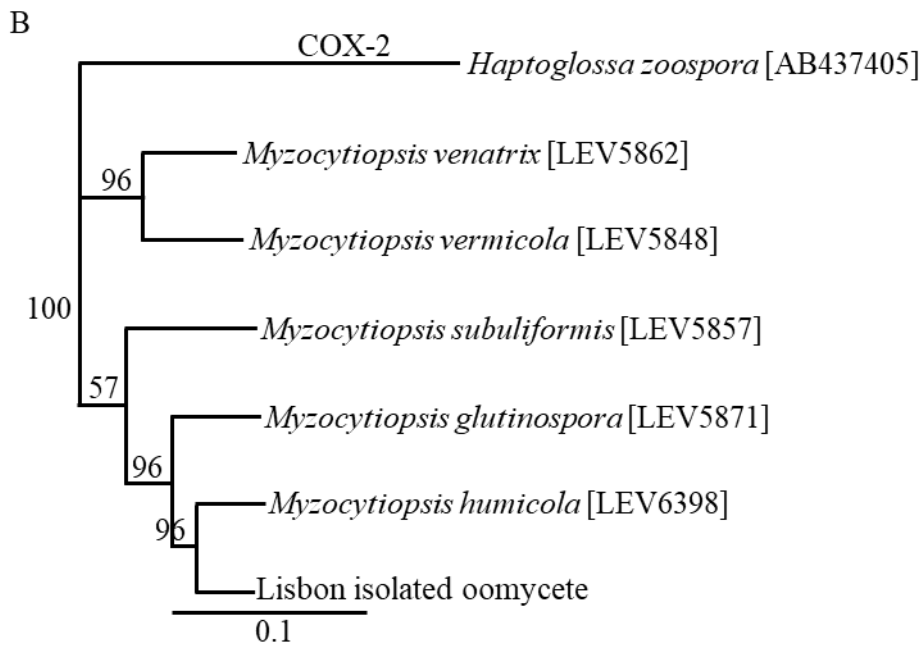 B
COX-2
Haptoglossa zoospora [AB437405]
Myzocytiopsis venatrix [LEV5862]
96
Myzocytiopsis vermicola [LEV5848]
100
Myzocytiopsis subuliformis [LEV5857]
57
Myzocytiopsis glutinospora [LEV5871]
96
Myzocytiopsis humicola [LEV6398]
96
Lisbon isolated oomycete
0.1